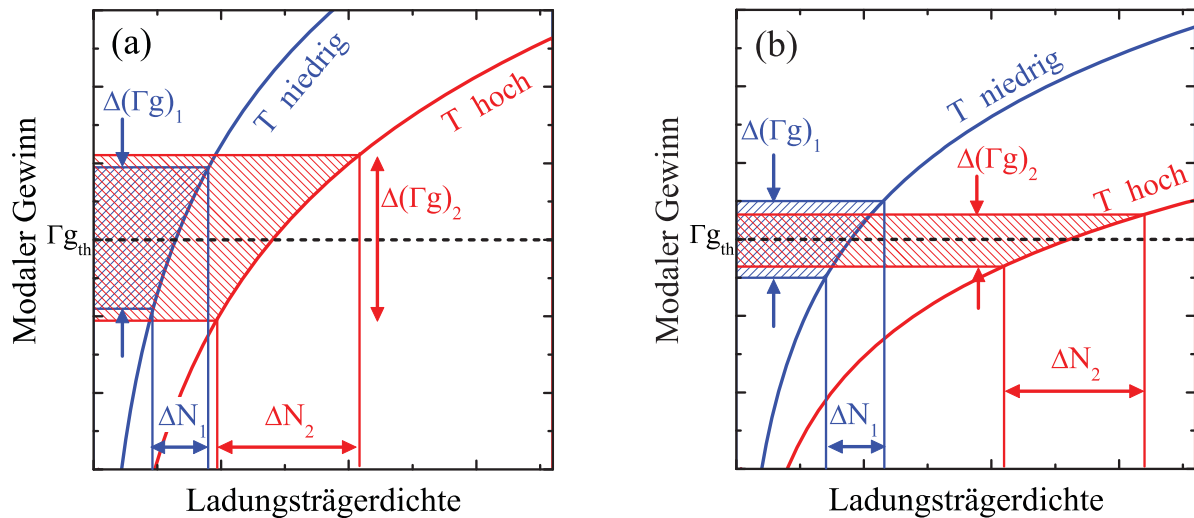 (a)
T niedrig
T hoch
Δ(Γg)₁
Δ(Γg)₂
Γgₜₕ
ΔN₁
ΔN₂
Modaler Gewinn
Ladungsträgerdichte
(b)
T niedrig
T hoch
Δ(Γg)₁
Δ(Γg)₂
Γgₜₕ
ΔN₁
ΔN₂
Modaler Gewinn
Ladungsträgerdichte